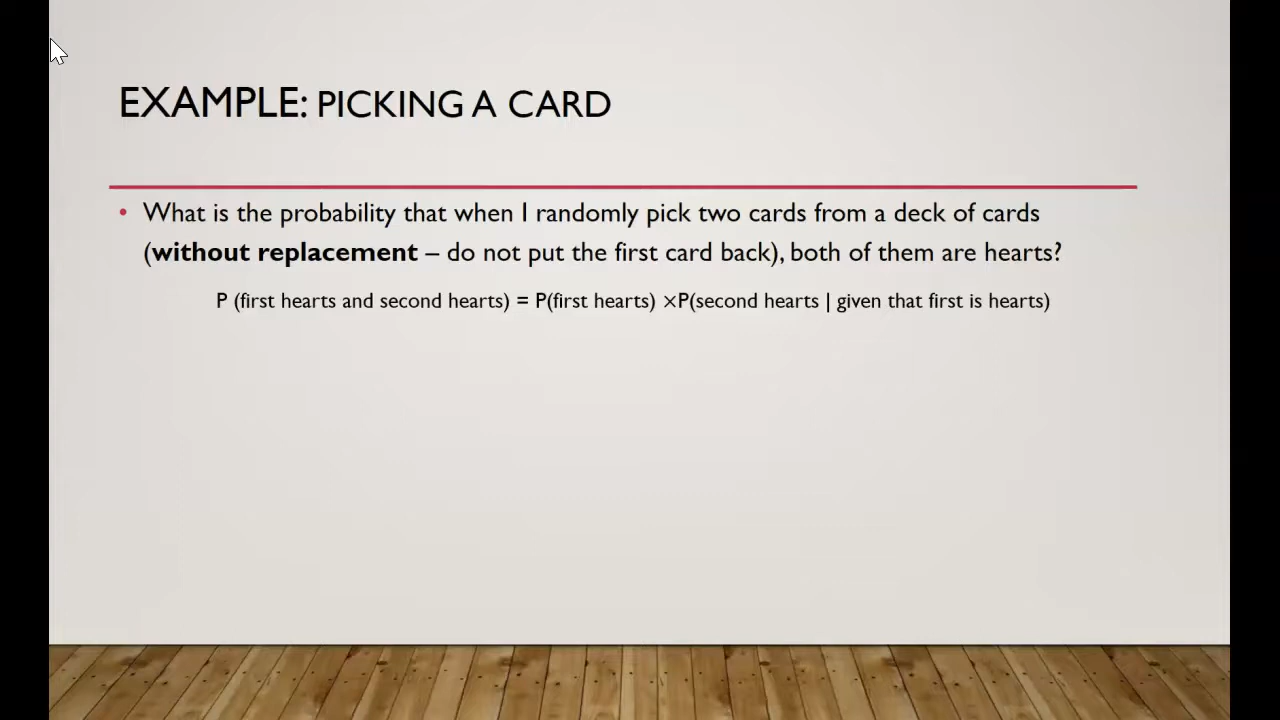 EXAMPLE: PICKING A CARD
• What is the probability that when I randomly pick two cards from a deck of cards
(without replacement – do not put the first card back), both of them are hearts?
P (first hearts and second hearts) = P(first hearts) ×P(second hearts | given that first is hearts)